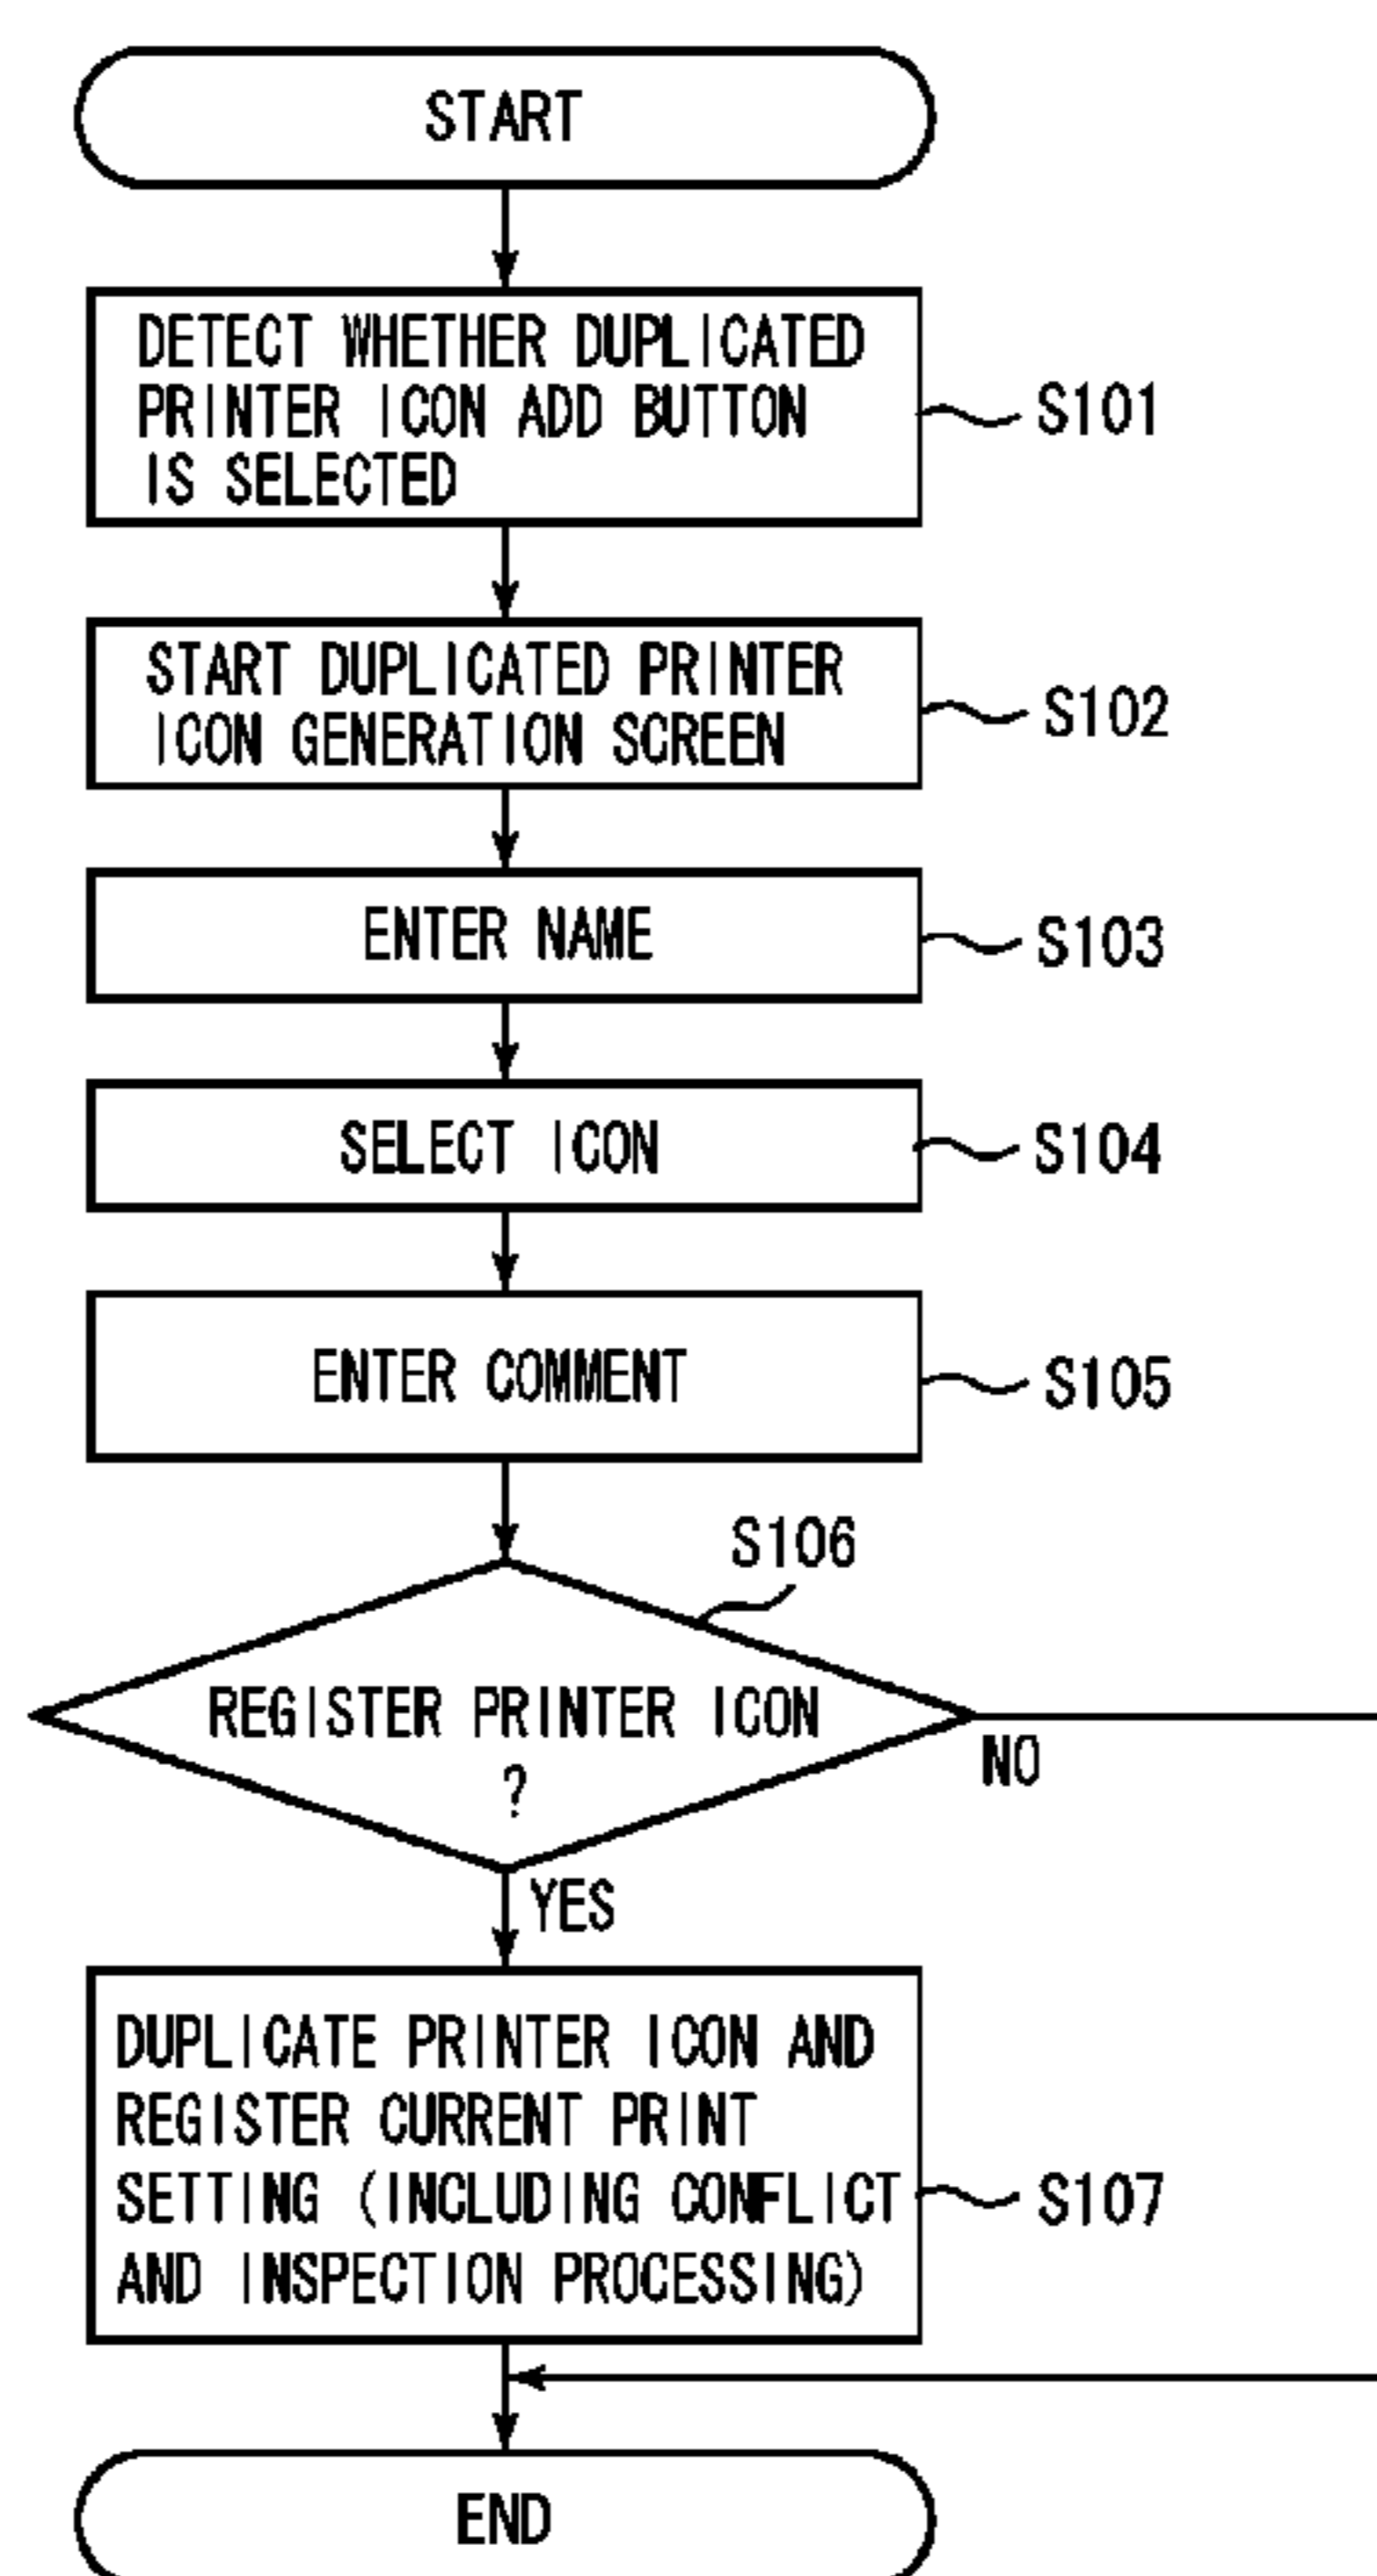 START
DETECT WHETHER DUPLICATED
PRINTER ICON ADD BUTTON
IS SELECTED
S101
START DUPLICATED PRINTER
ICON GENERATION SCREEN
S102
ENTER NAME
S103
SELECT ICON
S104
ENTER COMMENT
S105
S106
REGISTER PRINTER ICON
?
NO
YES
DUPLICATE PRINTER ICON AND
REGISTER CURRENT PRINT
SETTING (INCLUDING CONFLICT
AND INSPECTION PROCESSING)
S107
END